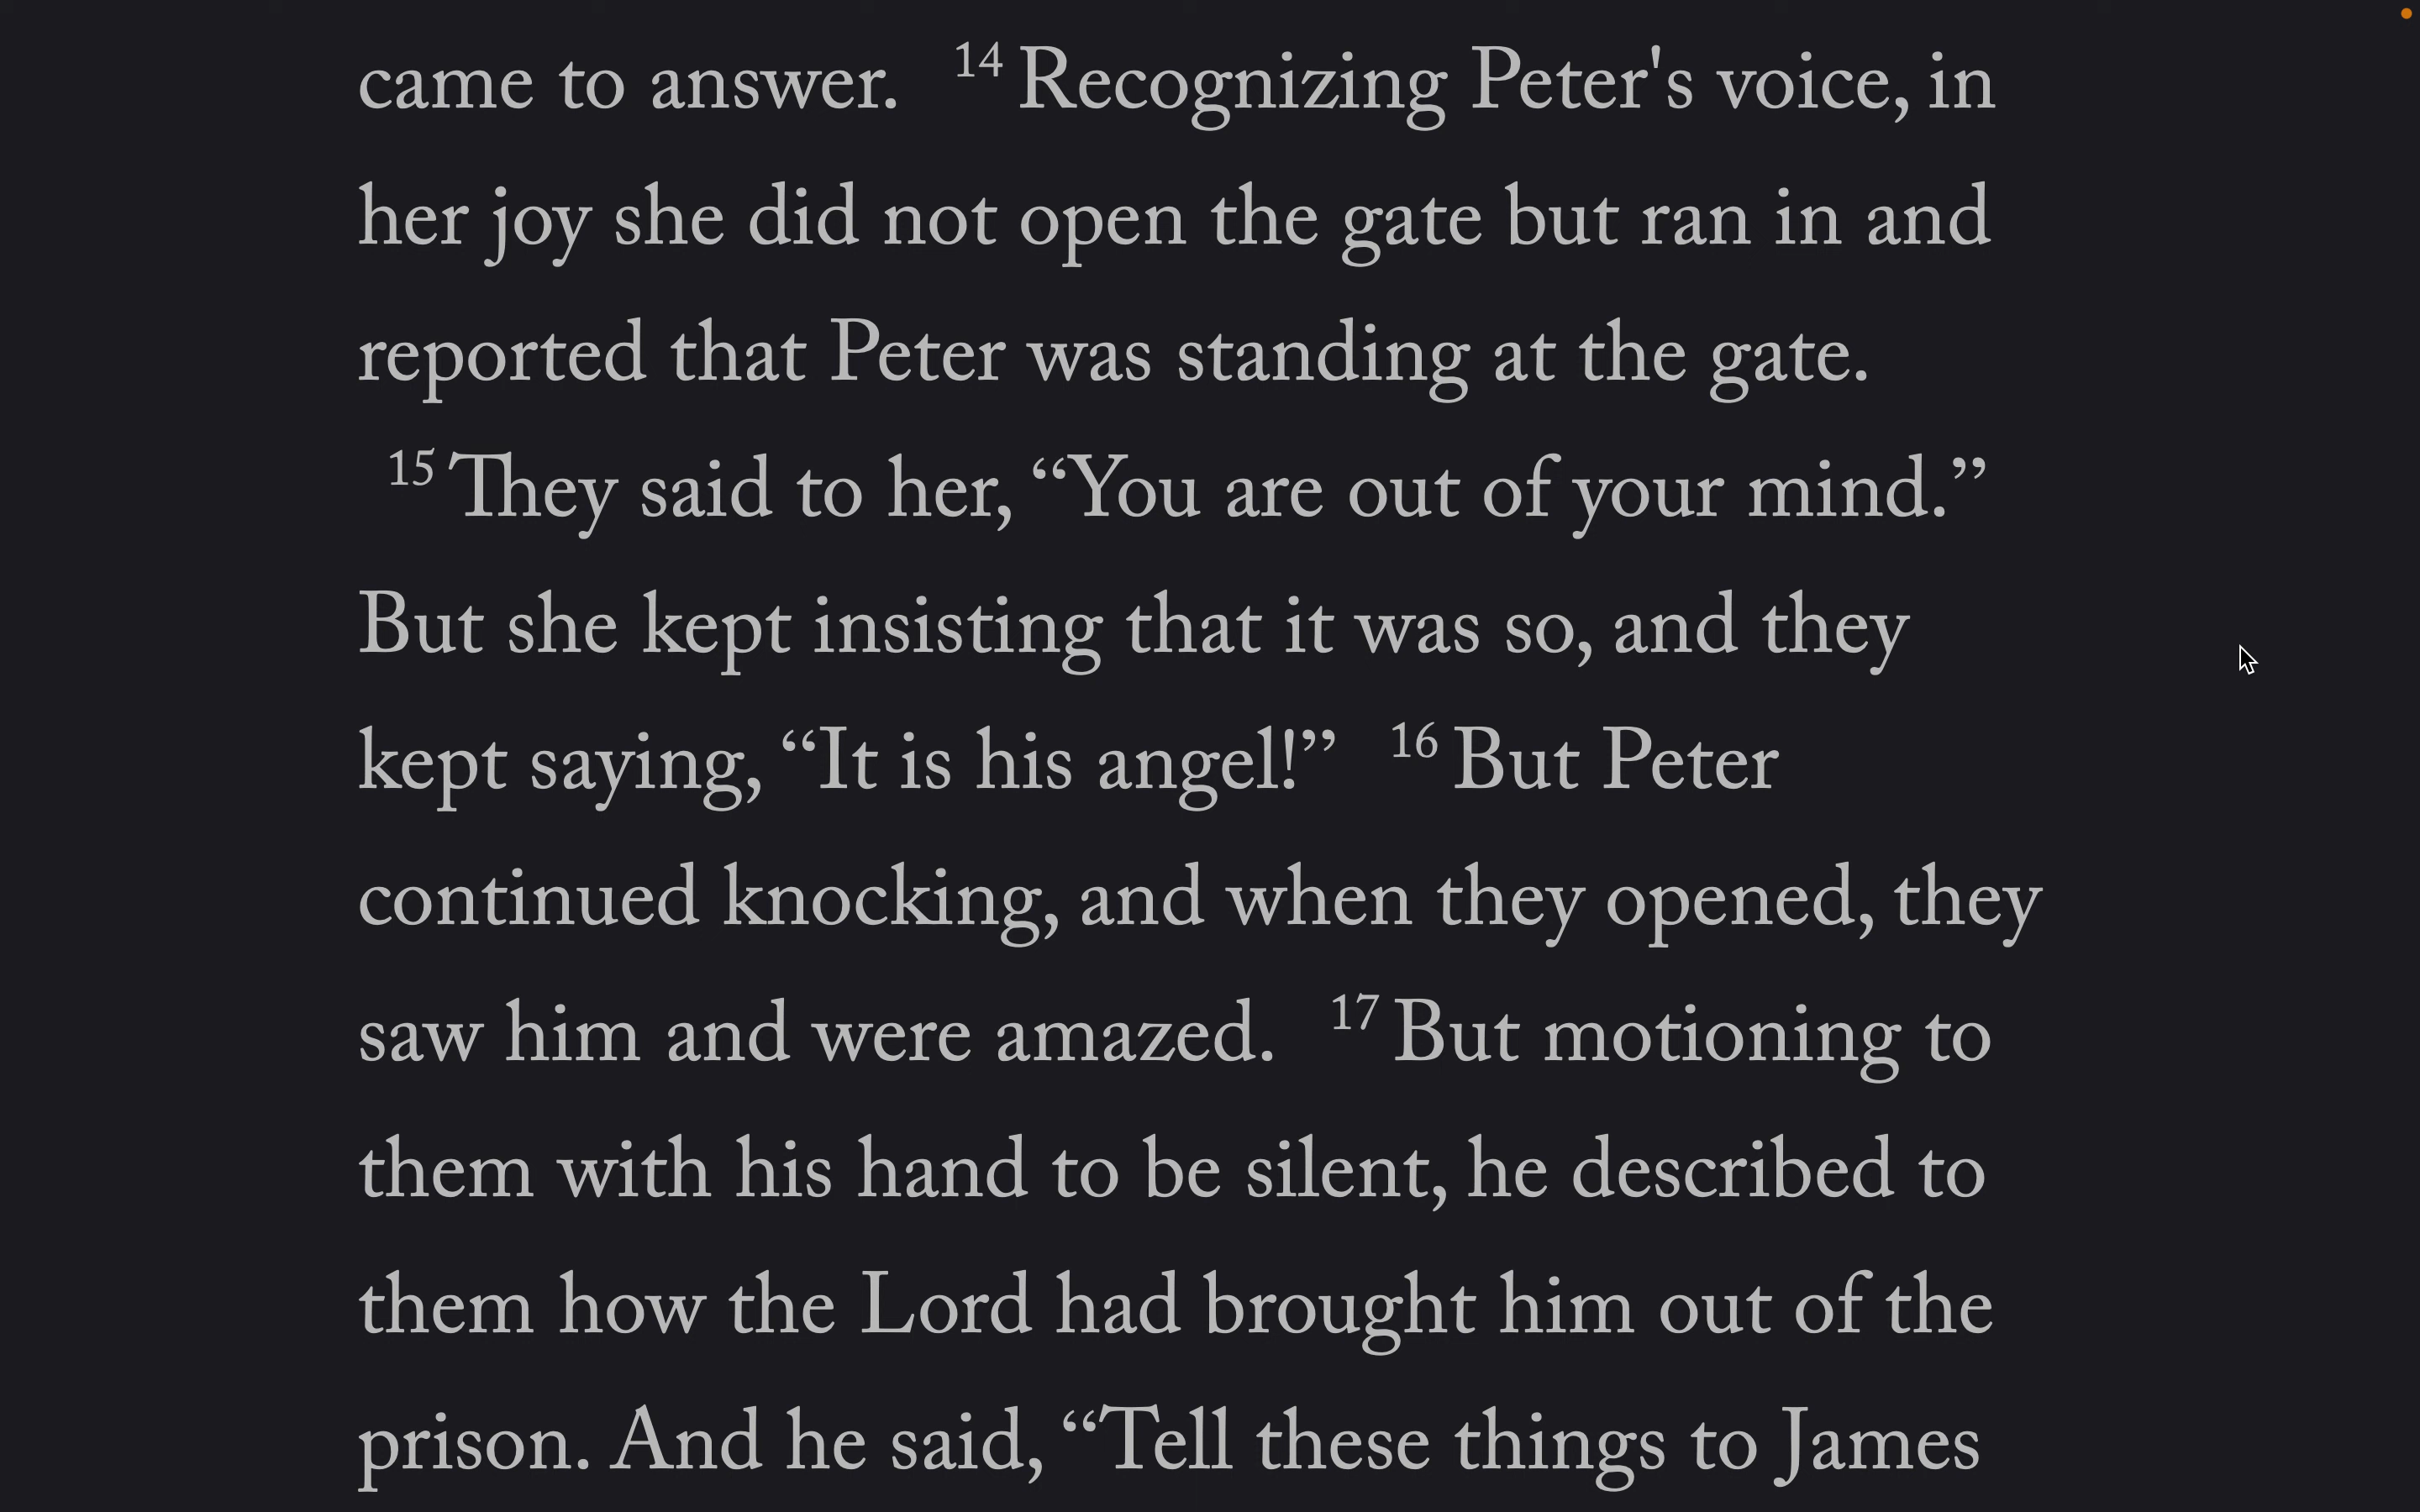 came to answer. 14 Recognizing Peter's voice, in
her joy she did not open the gate but ran in and
reported that Peter was standing at the gate.
15 They said to her, “You are out of your mind.”
But she kept insisting that it was so, and they
kept saying, “It is his angel!” 16 But Peter
continued knocking, and when they opened, they
saw him and were amazed. 17 But motioning to
them with his hand to be silent, he described to
them how the Lord had brought him out of the
prison. And he said, “Tell these things to James